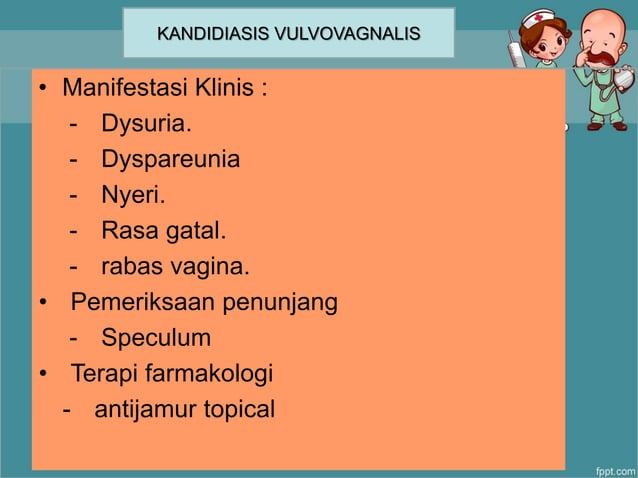 KANDIDIASIS VULVOVAGNALIS
• Manifestasi Klinis :
- Dysuria.
- Dyspareunia
- Nyeri.
- Rasa gatal.
- rabas vagina.
• Pemeriksaan penunjang
- Speculum
• Terapi farmakologi
- antijamur topical
fppt.com